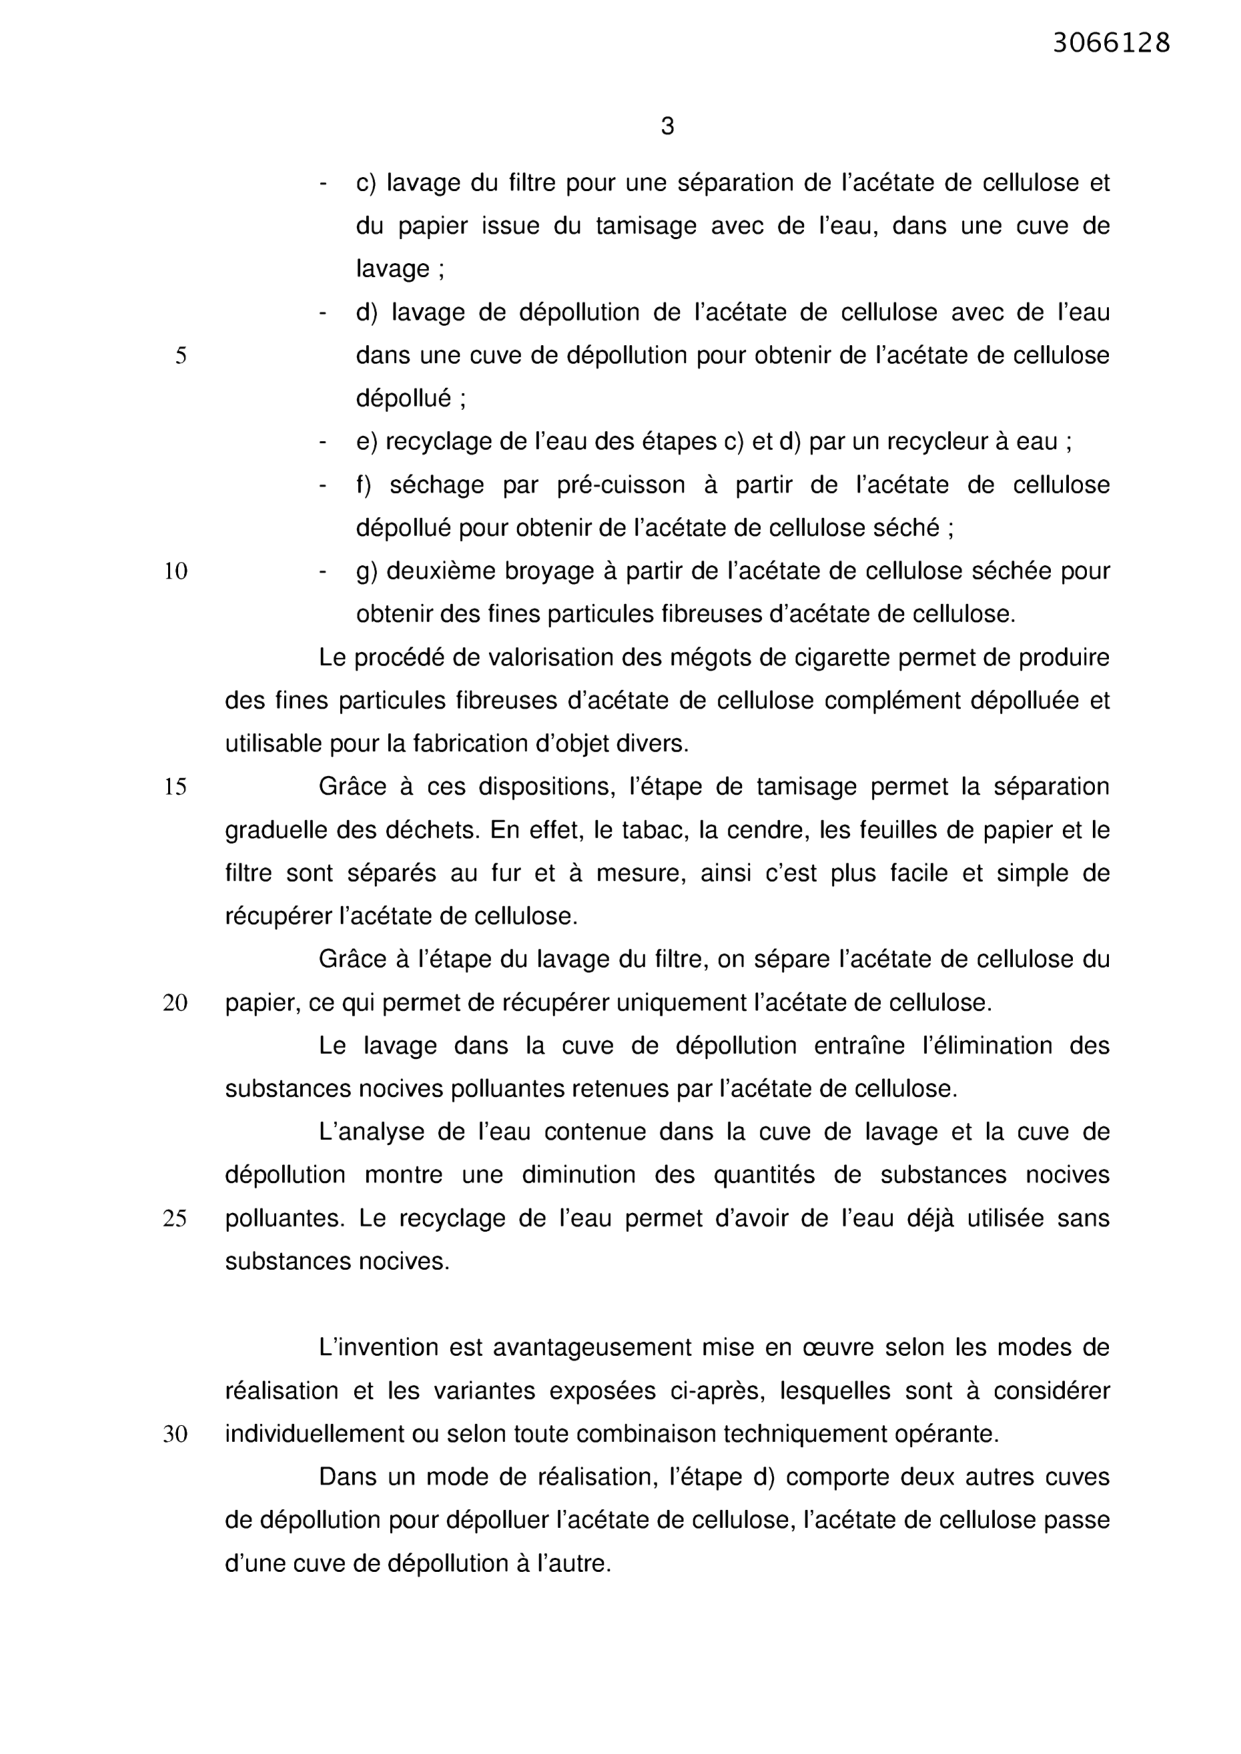 3066128
3
- c) lavage du filtre pour une séparation de l'acétate de cellulose et
du papier issue du tamisage avec de l'eau, dans une cuve de
lavage ;
- d) lavage de dépollution de l'acétate de cellulose avec de l'eau
5 dans une cuve de dépollution pour obtenir de l'acétate de cellulose
dépollué ;
- e) recyclage de l'eau des étapes c) et d) par un recycleur à eau ;
- f) séchage par pré-cuisson à partir de l'acétate de cellulose
dépollué pour obtenir de l'acétate de cellulose séché ;
10 - g) deuxième broyage à partir de l'acétate de cellulose séchée pour
obtenir des fines particules fibreuses d'acétate de cellulose.
Le procédé de valorisation des mégots de cigarette permet de produire
des fines particules fibreuses d'acétate de cellulose complément dépolluée et
utilisable pour la fabrication d'objet divers.
15 Grâce à ces dispositions, l'étape de tamisage permet la séparation
graduelle des déchets. En effet, le tabac, la cendre, les feuilles de papier et le
filtre sont séparés au fur et à mesure, ainsi c'est plus facile et simple de
récupérer l'acétate de cellulose.
Grâce à l'étape du lavage du filtre, on sépare l'acétate de cellulose du
20 papier, ce qui permet de récupérer uniquement l'acétate de cellulose.
Le lavage dans la cuve de dépollution entraîne l'élimination des
substances nocives polluantes retenues par l'acétate de cellulose.
L'analyse de l'eau contenue dans la cuve de lavage et la cuve de
dépollution montre une diminution des quantités de substances nocives
25 polluantes. Le recyclage de l'eau permet d'avoir de l'eau déjà utilisée sans
substances nocives.
L'invention est avantageusement mise en œuvre selon les modes de
réalisation et les variantes exposées ci-après, lesquelles sont à considérer
30 individuellement ou selon toute combinaison techniquement opérante.
Dans un mode de réalisation, l'étape d) comporte deux autres cuves
de dépollution pour dépolluer l'acétate de cellulose, l'acétate de cellulose passe
d'une cuve de dépollution à l'autre.